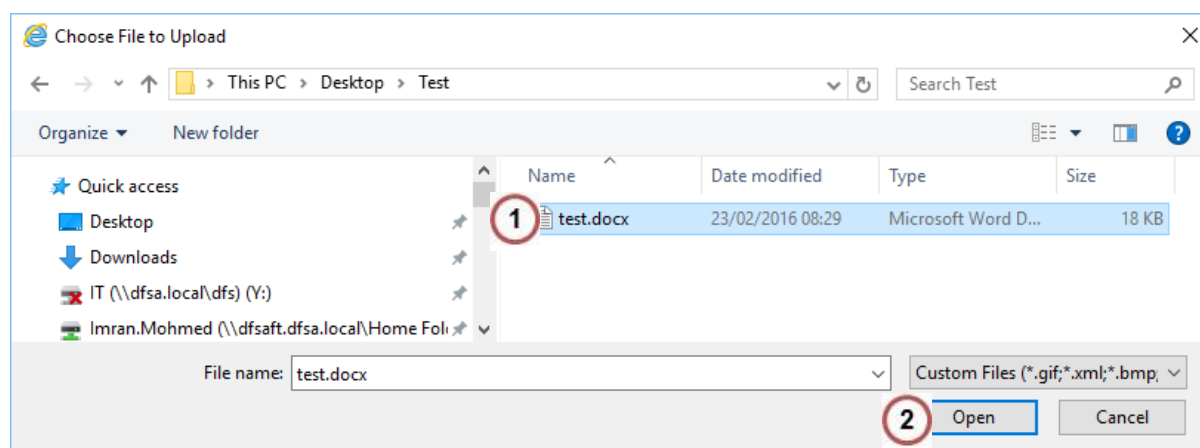 Choose File to Upload
> This PC > Desktop > Test
Search Test
Organize New folder
?
Name Date modified Type Size
Quick access
Desktop
Downloads
IT (\\dfsa.local\dfs) (Y:)
Imran.Mohmed (\\dfsaft.dfsa.local\Home Fol
1 test.docx 23/02/2016 08:29 Microsoft Word D... 18 KB
File name: test.docx Custom Files (*.gif;*.xml;*.bmp;
2 Open Cancel